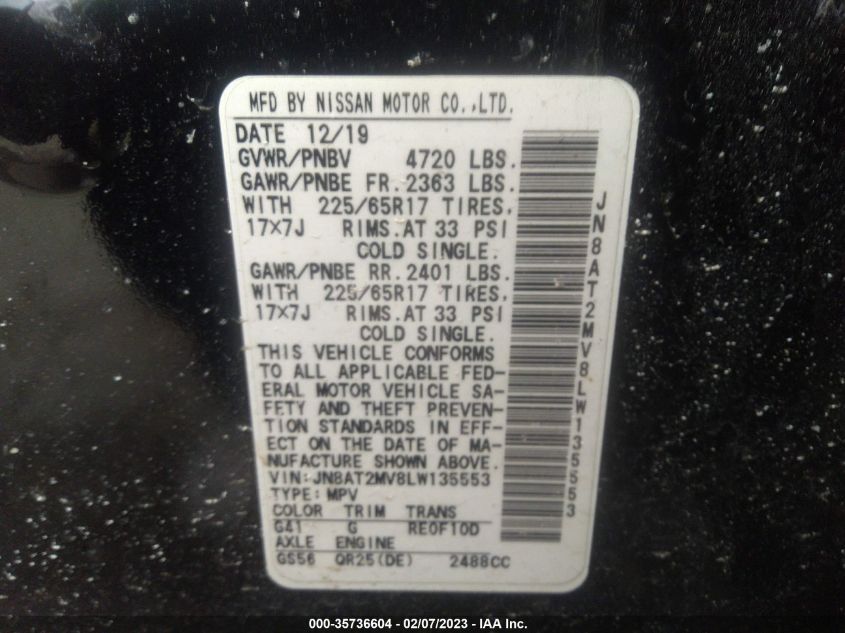 MFD BY NISSAN MOTOR CO.,LTD.
DATE 12/19
GVWR/PNBV 4720 LBS.
GAWR/PNBE FR. 2363 LBS.
WITH 225/65R17 TIRES,
17×7J RIMS.AT 33 PSI
COLD SINGLE.
GAWR/PNBE RR. 2401 LBS.
WITH 225/65R17 TIRES,
17×7J RIMS.AT 33 PSI
COLD SINGLE.
THIS VEHICLE CONFORMS
TO ALL APPLICABLE FED-
ERAL MOTOR VEHICLE SA-
FETY AND THEFT PREVEN-
TION STANDARDS IN EFF-
ECT ON THE DATE OF MA-
NUFACTURE SHOWN ABOVE.
VIN:JN8AT2MV8LW135553
TYPE:MPV
COLOR TRIM TRANS
G41 G RE0F10D
AXLE ENGINE
GS56 QR25(DE) 2488CC
JN8AT2MV8LW135553
000-35736604 - 02/07/2023 - IAA Inc.